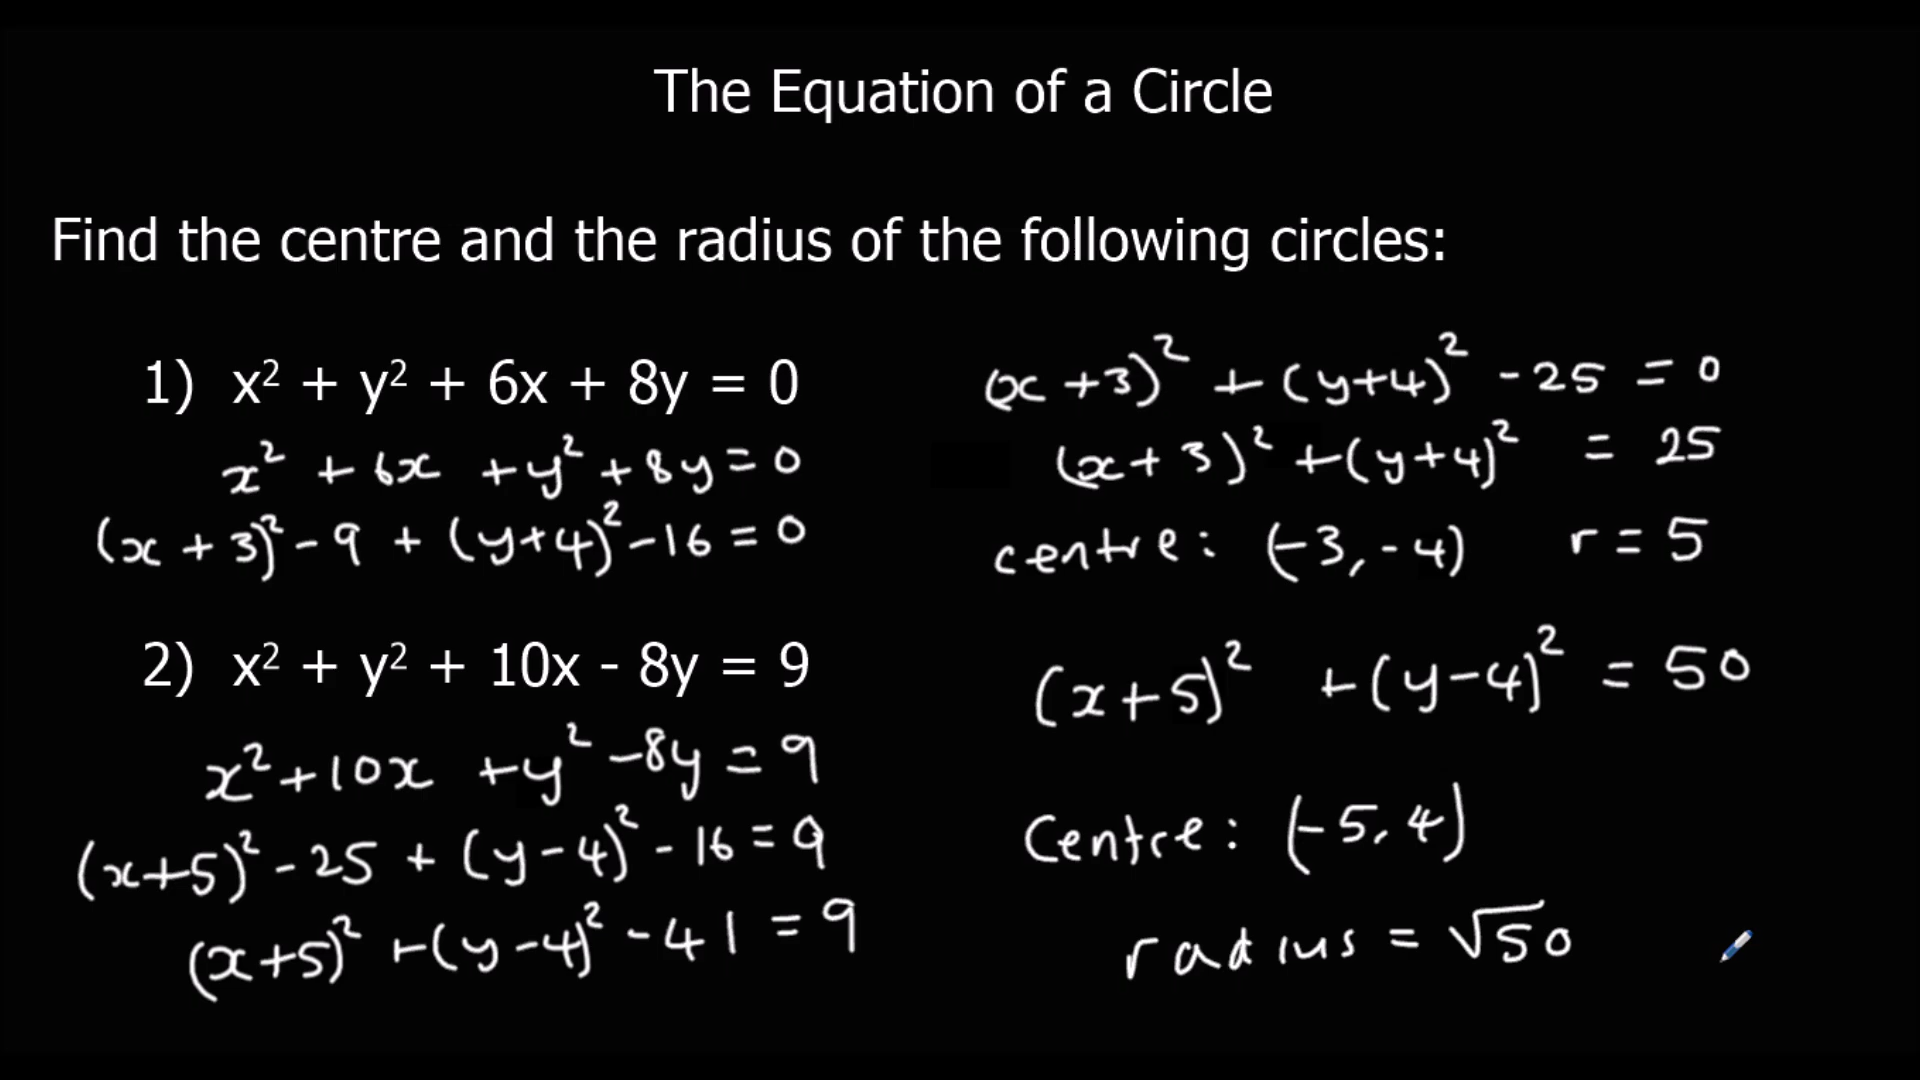 The Equation of a Circle
Find the centre and the radius of the following circles:
1) x² + y² + 6x + 8y = 0
x² + 6x + y² + 8y = 0
(x + 3)² - 9 + (y+4)² - 16 = 0
(x + 3)² + (y+4)² - 25 = 0
(x + 3)² + (y+4)² = 25
centre: (-3, -4) r = 5
2) x² + y² + 10x - 8y = 9
x² + 10x + y² - 8y = 9
(x+5)² - 25 + (y-4)² - 16 = 9
(x+5)² + (y-4)² - 41 = 9
(x+5)² + (y-4)² = 50
Centre: (-5, 4)
radius = √50